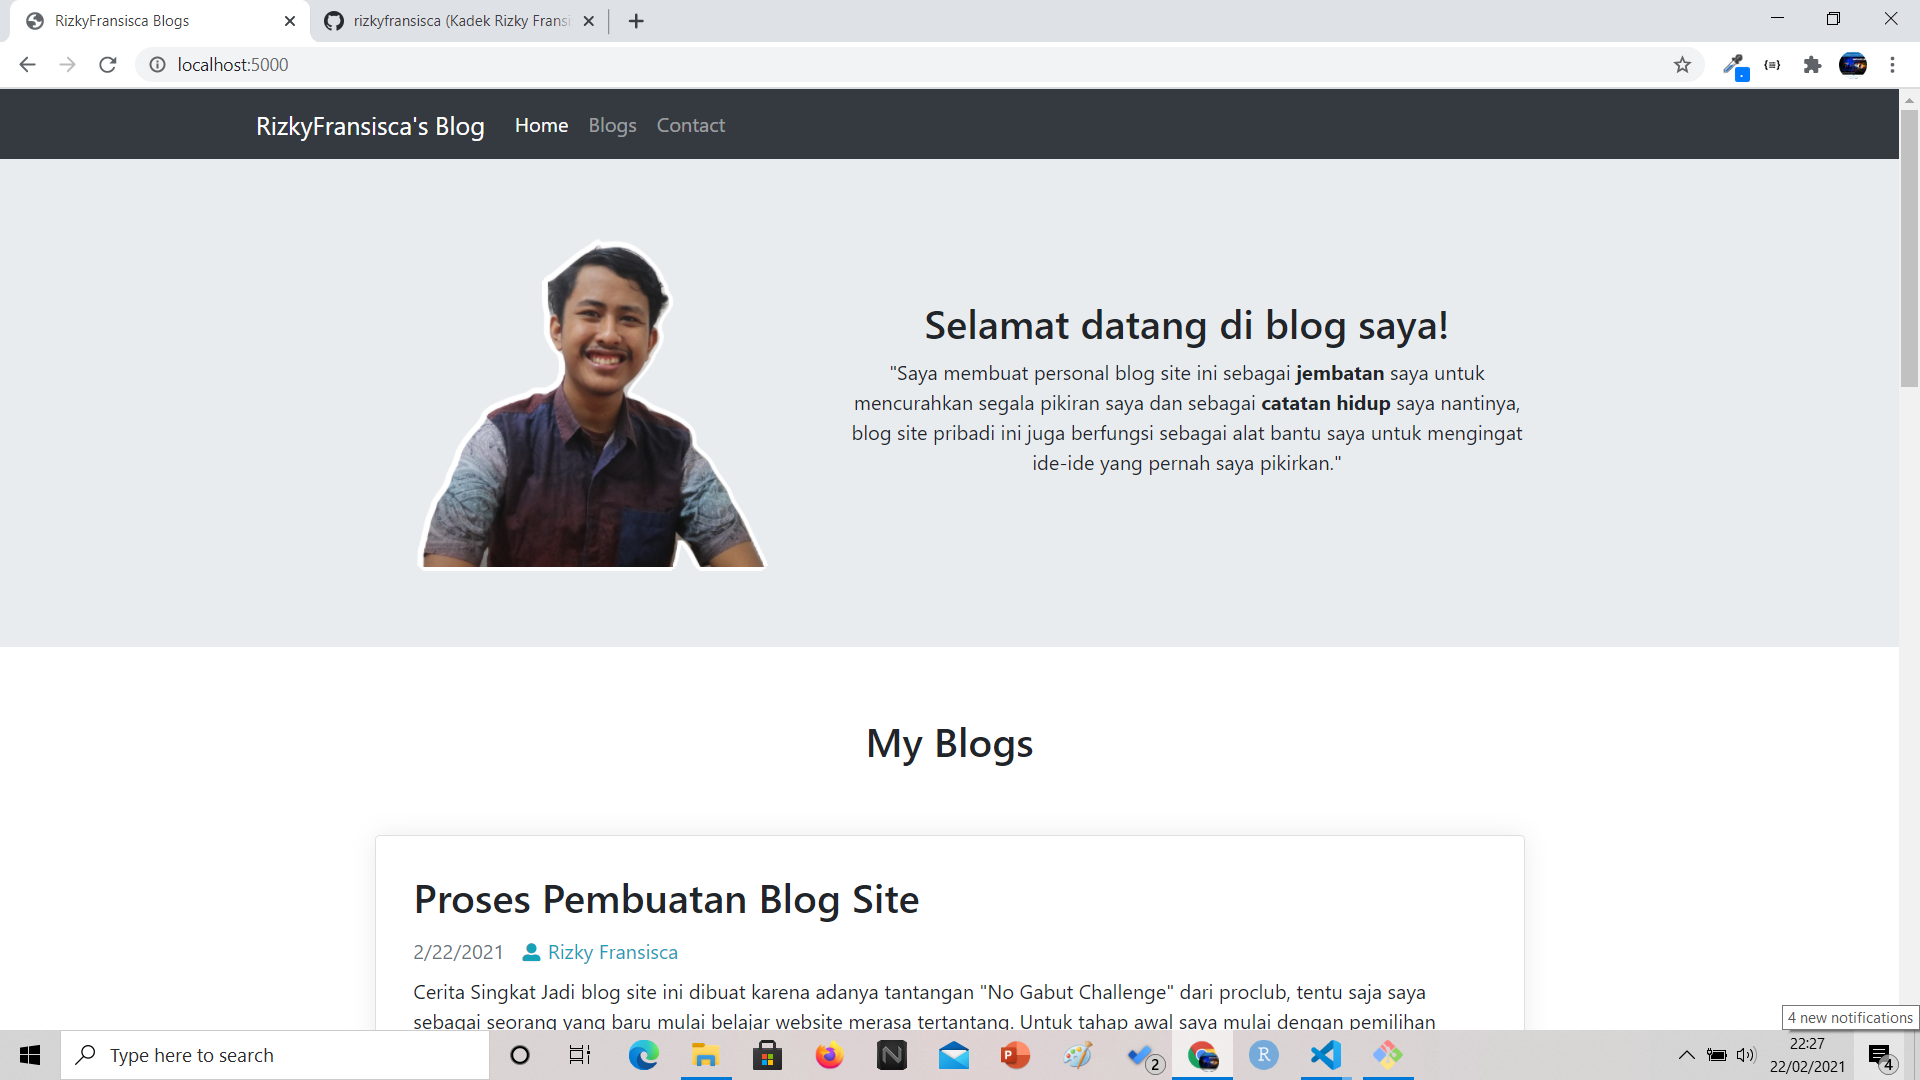 RizkyFransisca Blogs
rizkyfransisca (Kadek Rizky Fransi
localhost:5000
RizkyFransisca's Blog Home Blogs Contact
Selamat datang di blog saya!
"Saya membuat personal blog site ini sebagai jembatan saya untuk
mencurahkan segala pikiran saya dan sebagai catatan hidup saya nantinya,
blog site pribadi ini juga berfungsi sebagai alat bantu saya untuk mengingat
ide-ide yang pernah saya pikirkan."
My Blogs
Proses Pembuatan Blog Site
2/22/2021 Rizky Fransisca
Cerita Singkat Jadi blog site ini dibuat karena adanya tantangan "No Gabut Challenge" dari proclub, tentu saja saya
sebagai seorang yang baru mulai belajar website merasa tertantang. Untuk tahap awal saya mulai dengan pemilihan
4 new notifications
Type here to search
N
P
2
R
22:27
22/02/2021
4